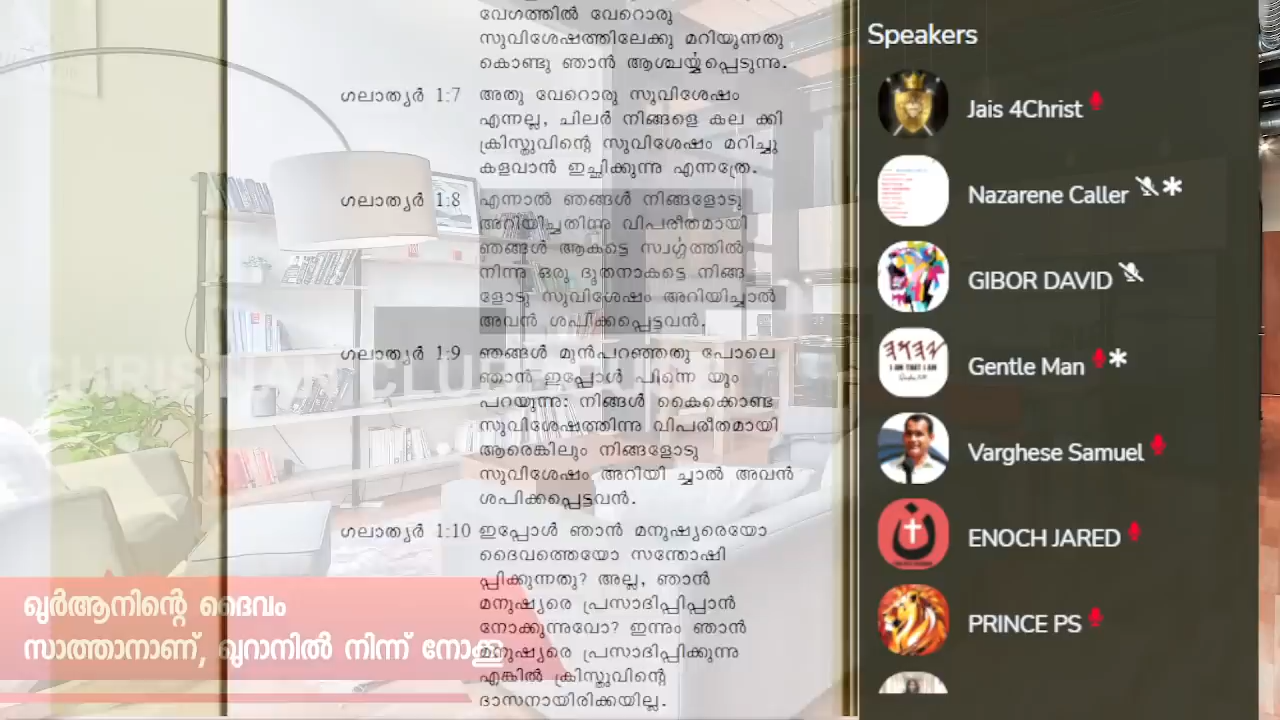 വേഗത്തിൽ വേറൊരു
സുവിശേഷത്തിലേക്കു മറിയുന്നതു
കൊണ്ടു ഞാൻ ആശ്ചര്യപ്പെടുന്നു.
ഗലാത്യർ 1:7 അതു വേറൊരു സുവിശേഷം
എന്നല്ല, ചിലർ നിങ്ങളെ കല ക്കി
ക്രിസ്തുവിന്റെ സുവിശേഷം മറിച്ചു
കളവാൻ ഇച്ഛിക്കുന്നു എന്നത്രേ.
ഗലാത്യർ 1:8 എന്നാൽ ഞങ്ങൾ നിങ്ങളോടു
അറിയിച്ചതിന്നു വിപരീതമായി
ഞങ്ങൾ ആകട്ടെ സ്വർഗ്ഗത്തിൽ
നിന്നു ഒരു ദൂതനാകട്ടെ നിങ്ങ
ളോടു സുവിശേഷം അറിയിച്ചാൽ
അവൻ ശപിക്കപ്പെട്ടവൻ.
ഗലാത്യർ 1:9 ഞങ്ങൾ മുൻപറഞ്ഞതു പോലെ
ഞാൻ ഇപ്പോൾ പിന്നെ യും
പറയുന്നു: നിങ്ങൾ കൈക്കൊണ്ട
സുവിശേഷത്തിന്നു വിപരീതമായി
ആരെങ്കിലും നിങ്ങളോടു
സുവിശേഷം അറിയി ച്ചാൽ അവൻ
ശപിക്കപ്പെട്ടവൻ.
ഗലാത്യർ 1:10 ഇപ്പോൾ ഞാൻ മനുഷ്യരെയോ
ദൈവത്തെയോ സന്തോഷി
പ്പിക്കുന്നതു? അല്ല, ഞാൻ
മനുഷ്യരെ പ്രസാദിപ്പിപ്പാൻ
നോക്കുന്നുവോ? ഇന്നും ഞാൻ
മനുഷ്യരെ പ്രസാദിപ്പിക്കുന്നു
എങ്കിൽ ക്രിസ്തുവിന്റെ
ദാസനായിരിക്കയില്ല.
ഖുർആനിന്റെ ദൈവം
സാത്താനാണ്, ഖുറാനിൽ നിന്ന് നോക്കൂ
Speakers
Jais 4Christ
Nazarene Caller
GIBOR DAVID
Gentle Man
Varghese Samuel
ENOCH JARED
PRINCE PS